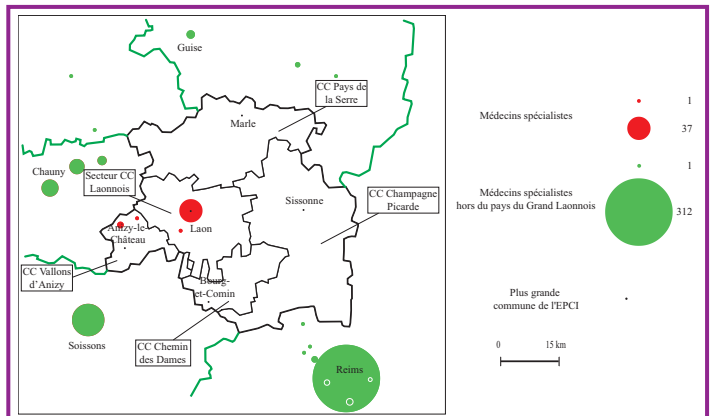 Guise
CC Pays de
la Serre
Marle
Chauny
Secteur CC
Laonnois
Sissonne
CC Champagne
Picarde
Laon
Anizy-le-
Château
CC Vallons
d'Anizy
Bourg-
et-Comin
CC Chemin
des Dames
Soissons
Reims
Médecins spécialistes
1
37
1
Médecins spécialistes
hors du pays du Grand Laonnois
312
Plus grande
commune de l'EPCI
0 15 km